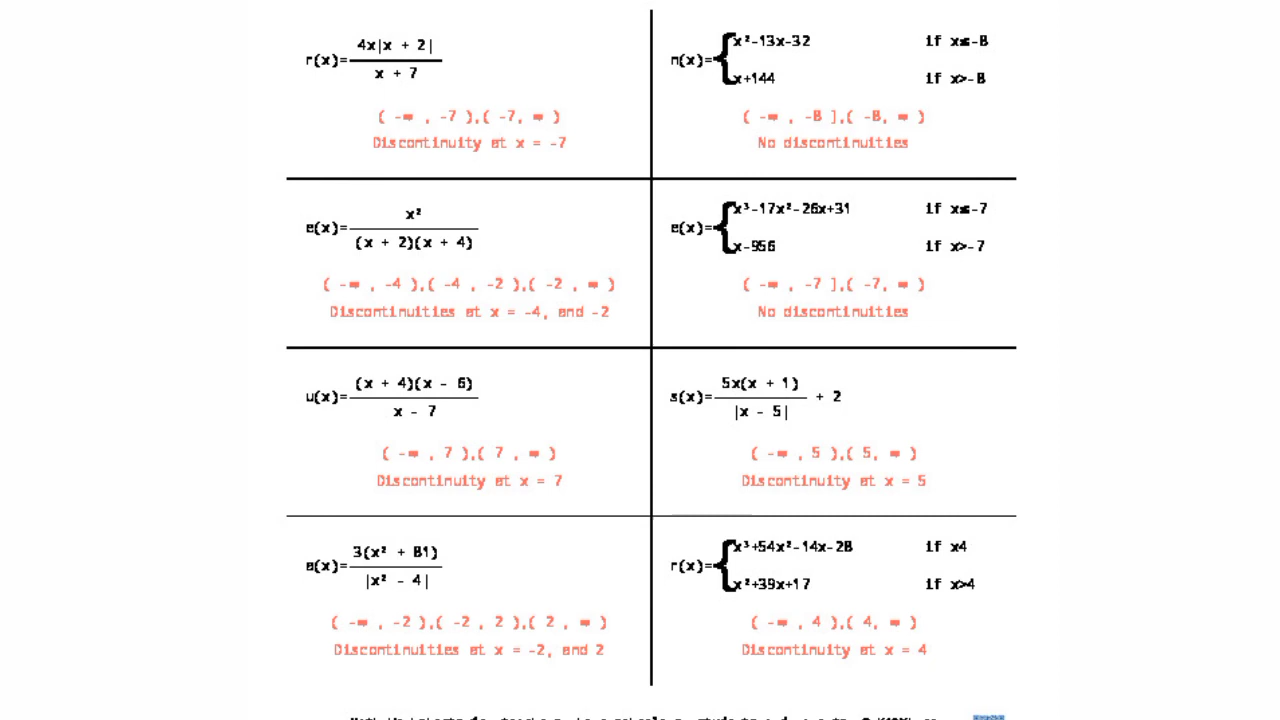 r(x)= 4x|x + 2|
x + 7
( -∞ , -7 ),( -7, ∞ )
Discontinuity at x = -7
n(x)= { x²-13x-32 if x≤-8
x+144 if x>-8
( -∞ , -8 ],( -8, ∞ )
No discontinuities
e(x)= x²
(x + 2)(x + 4)
( -∞ , -4 ),( -4 , -2 ),( -2 , ∞ )
Discontinuities at x = -4, and -2
e(x)= { x³-17x²-26x+31 if x≤-7
x-956 if x>-7
( -∞ , -7 ],( -7, ∞ )
No discontinuities
u(x)= (x + 4)(x - 6)
x - 7
( -∞ , 7 ),( 7 , ∞ )
Discontinuity at x = 7
s(x)= 5x(x + 1) + 2
|x - 5|
( -∞ , 5 ),( 5, ∞ )
Discontinuity at x = 5
a(x)= 3(x² + 81)
|x² - 4|
( -∞ , -2 ),( -2 , 2 ),( 2 , ∞ )
Discontinuities at x = -2, and 2
r(x)= { x³+54x²-14x-28 if x4
x²+39x+17 if x>4
( -∞ , 4 ),( 4, ∞ )
Discontinuity at x = 4